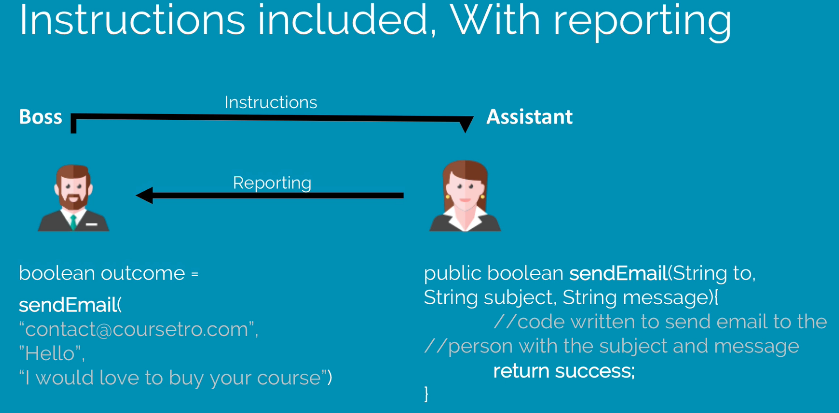 Instructions included, With reporting
Instructions
Boss
Assistant
Reporting
boolean outcome =
sendEmail(
“contact@coursetro.com”,
”Hello”,
“I would love to buy your course”)
public boolean sendEmail(String to,
String subject, String message){
//code written to send email to the
//person with the subject and message
return success;
}